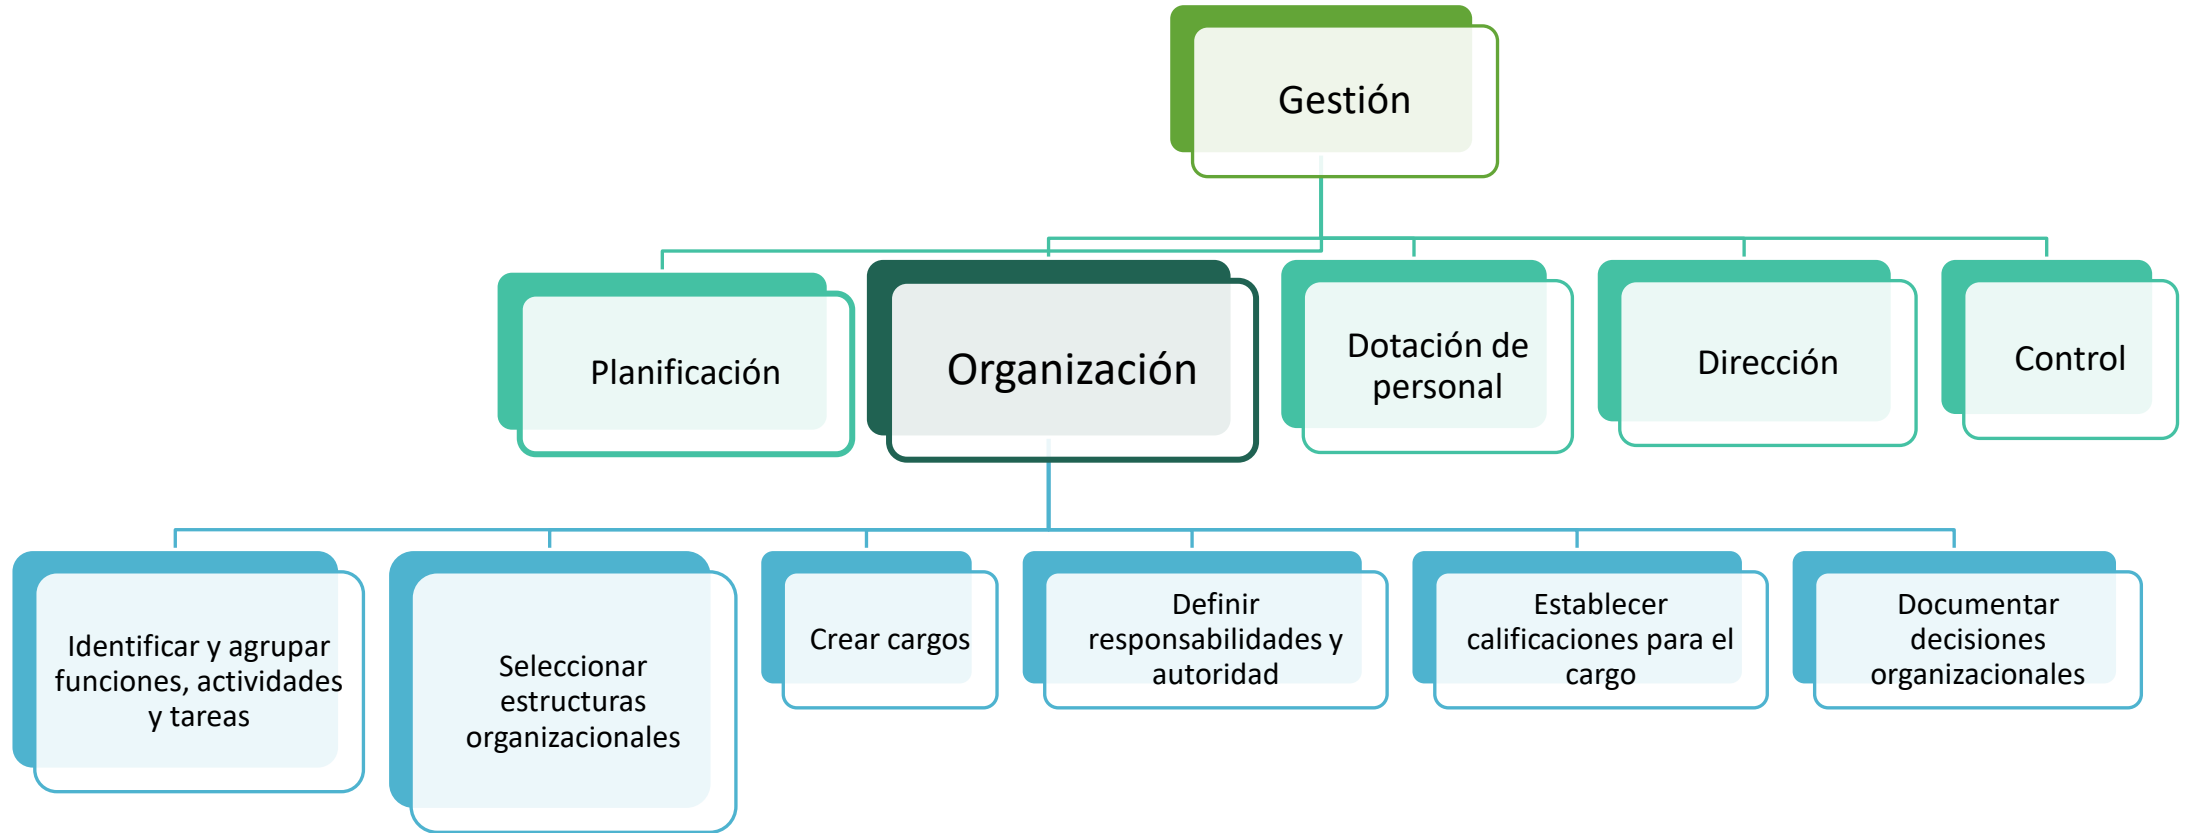 Gestión
Planificación
Organización
Dotación de
personal
Dirección
Control
Identificar y agrupar
funciones, actividades
y tareas
Seleccionar
estructuras
organizacionales
Crear cargos
Definir
responsabilidades y
autoridad
Establecer
calificaciones para el
cargo
Documentar
decisiones
organizacionales